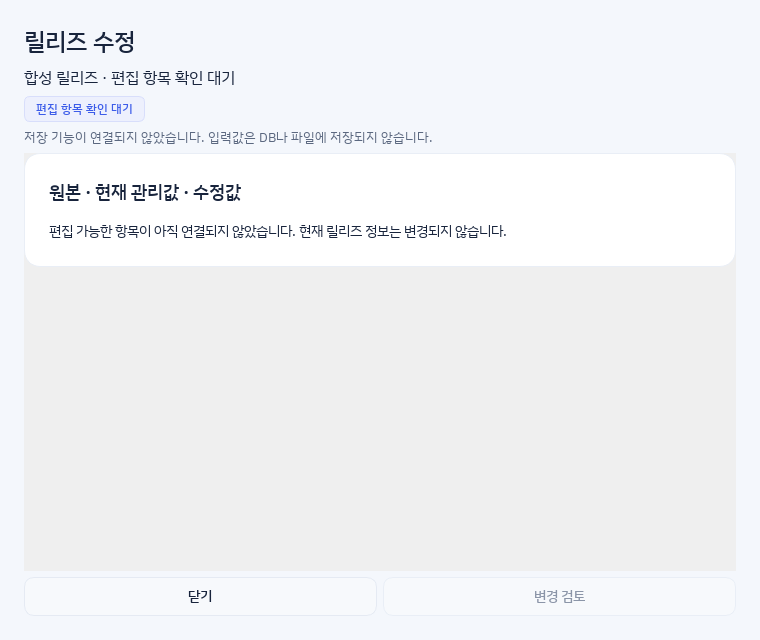 릴리즈 수정
합성 릴리즈 · 편집 항목 확인 대기
편집 항목 확인 대기
저장 기능이 연결되지 않았습니다. 입력값은 DB나 파일에 저장되지 않습니다.
원본 · 현재 관리값 · 수정값
편집 가능한 항목이 아직 연결되지 않았습니다. 현재 릴리즈 정보는 변경되지 않습니다.
닫기
변경 검토